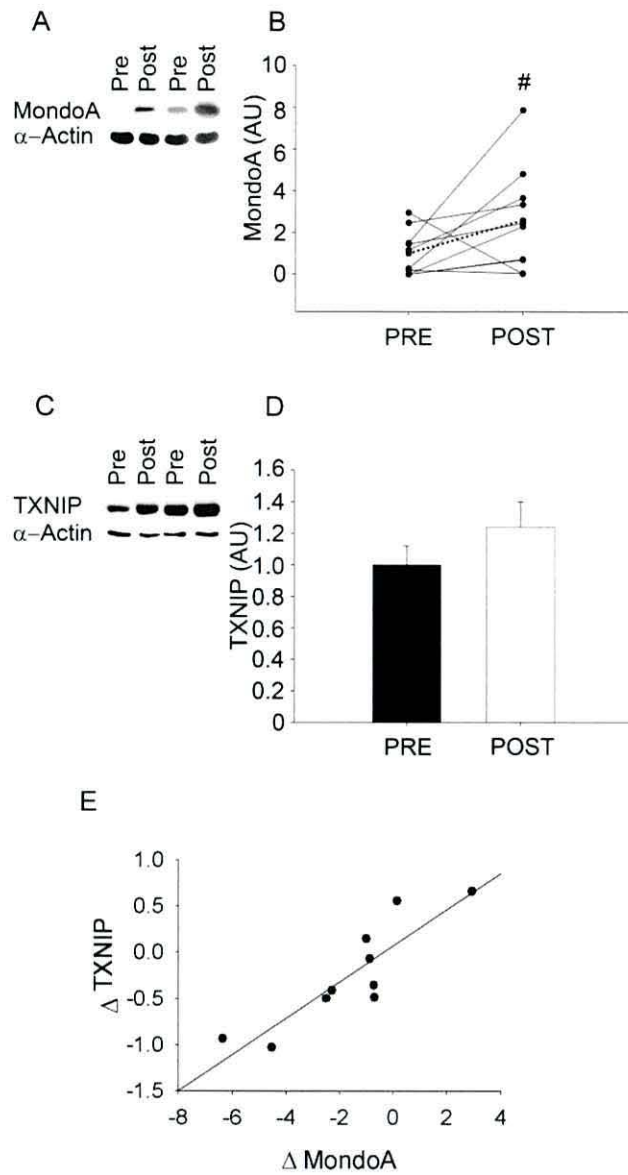 A
Pre Post Pre Post
MondoA
α–Actin
B
MondoA (AU)
10
8
6
4
2
0
#
PRE POST
C
Pre Post Pre Post
TXNIP
α–Actin
D
TXNIP (AU)
1.6
1.4
1.2
1.0
0.8
0.6
0.4
0.2
0
PRE POST
E
Δ TXNIP
1.0
0.5
0.0
-0.5
-1.0
-1.5
-8 -6 -4 -2 0 2 4
Δ MondoA